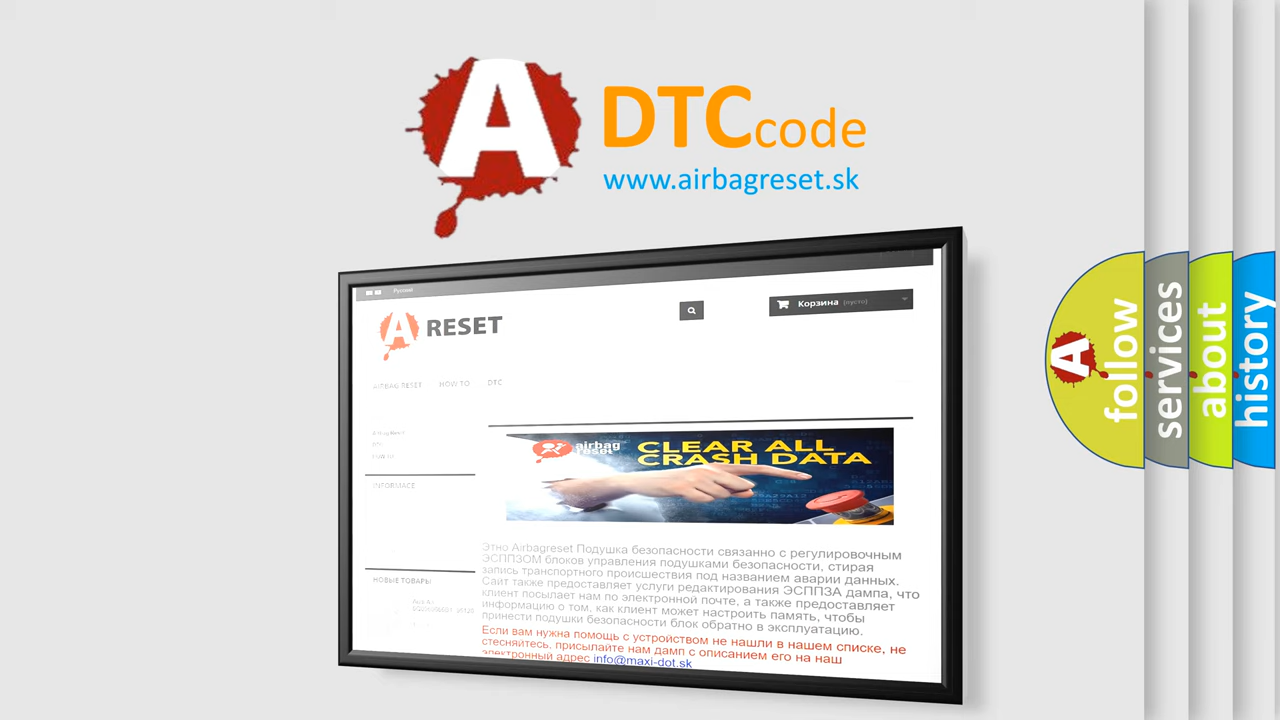 A DTCcode
www.airbagreset.sk
Русский
Корзина (пусто)
A RESET
AIRBAG RESET HOW TO DTC
INFORMACE
airbag
reset
CLEAR ALL
CRASH DATA
Этно Airbagreset Подушка безопасности связанно с регулировочным
ЭСППЗОМ блоков управления подушками безопасности, стирая
запись транспортного происшествия под названием аварии данных.
Сайт также предоставляет услуги редактирования ЭСППЗА дампа, что
клиент посылает нам по электронной почте, а также предоставляет
информацию о том, как клиент может настроить память, чтобы
принести подушки безопасности блок обратно в эксплуатацию.
Если вам нужна помощь с устройством не нашли в нашем списке, не
стесняйтесь, присылайте нам дамп с описанием его на наш
электронный адрес info@maxi-dot.sk
НОВЫЕ ТОВАРЫ
A
follow
services
about
history